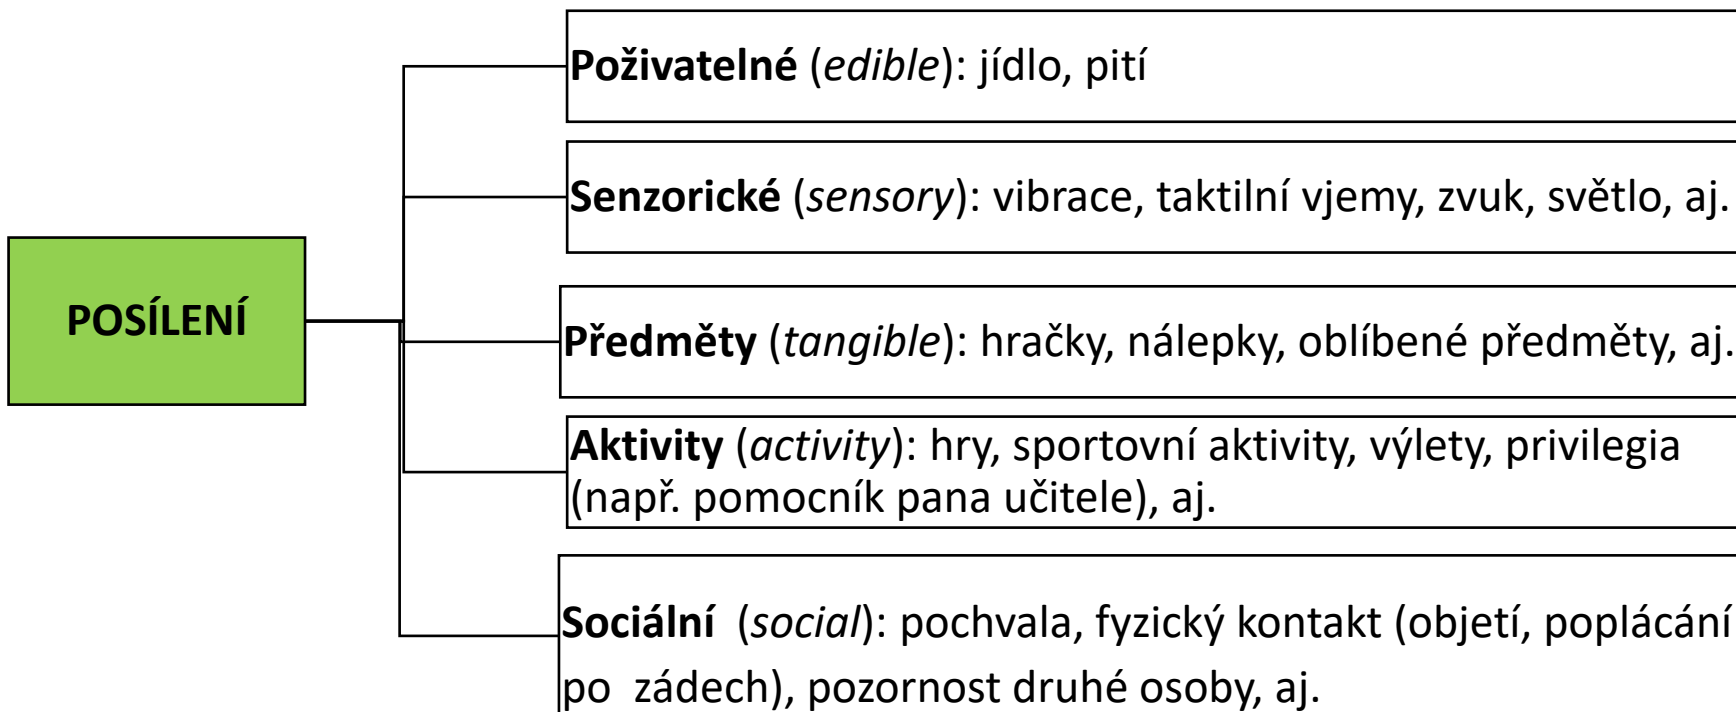 POSÍLENÍ
Poživatelné (edible): jídlo, pití
Senzorické (sensory): vibrace, taktilní vjemy, zvuk, světlo, aj.
Předměty (tangible): hračky, nálepky, oblíbené předměty, aj.
Aktivity (activity): hry, sportovní aktivity, výlety, privilegia
(např. pomocník pana učitele), aj.
Sociální (social): pochvala, fyzický kontakt (objetí, poplácání
po zádech), pozornost druhé osoby, aj.